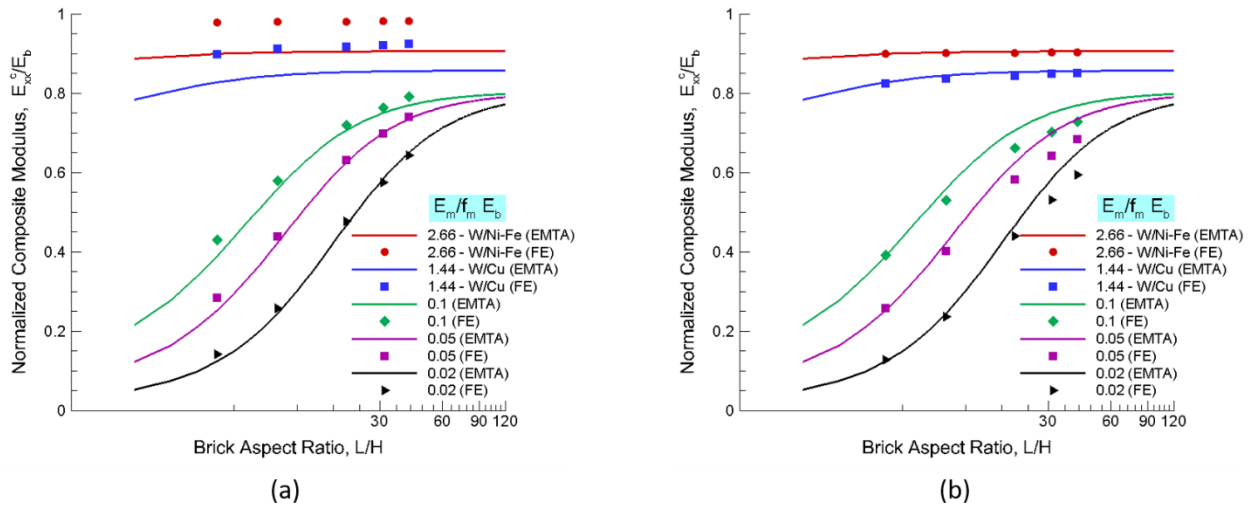 1
0.8
0.6
0.4
0.2
0
Normalized Composite Modulus, E_xx^c/E_b
E_m/f_m E_b
2.66 - W/Ni-Fe (EMTA)
2.66 - W/Ni-Fe (FE)
1.44 - W/Cu (EMTA)
1.44 - W/Cu (FE)
0.1 (EMTA)
0.1 (FE)
0.05 (EMTA)
0.05 (FE)
0.02 (EMTA)
0.02 (FE)
30 60 90 120
Brick Aspect Ratio, L/H
(a)
1
0.8
0.6
0.4
0.2
0
Normalized Composite Modulus, E_xx^c/E_b
E_m/f_m E_b
2.66 - W/Ni-Fe (EMTA)
2.66 - W/Ni-Fe (FE)
1.44 - W/Cu (EMTA)
1.44 - W/Cu (FE)
0.1 (EMTA)
0.1 (FE)
0.05 (EMTA)
0.05 (FE)
0.02 (EMTA)
0.02 (FE)
30 60 90 120
Brick Aspect Ratio, L/H
(b)